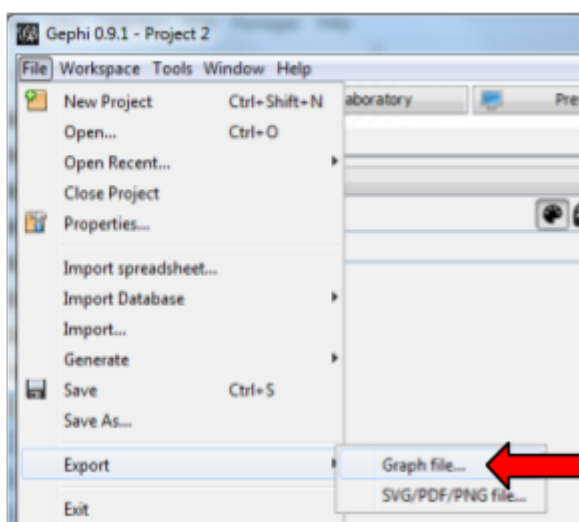 Gephi 0.9.1 - Project 2
File Workspace Tools Window Help
New Project Ctrl+Shift+N
Open... Ctrl+O
Open Recent...
Close Project
Properties...
Import spreadsheet...
Import Database
Import...
Generate
Save Ctrl+S
Save As...
Export
Graph file...
SVG/PDF/PNG file...
Exit
aboratory
Pre